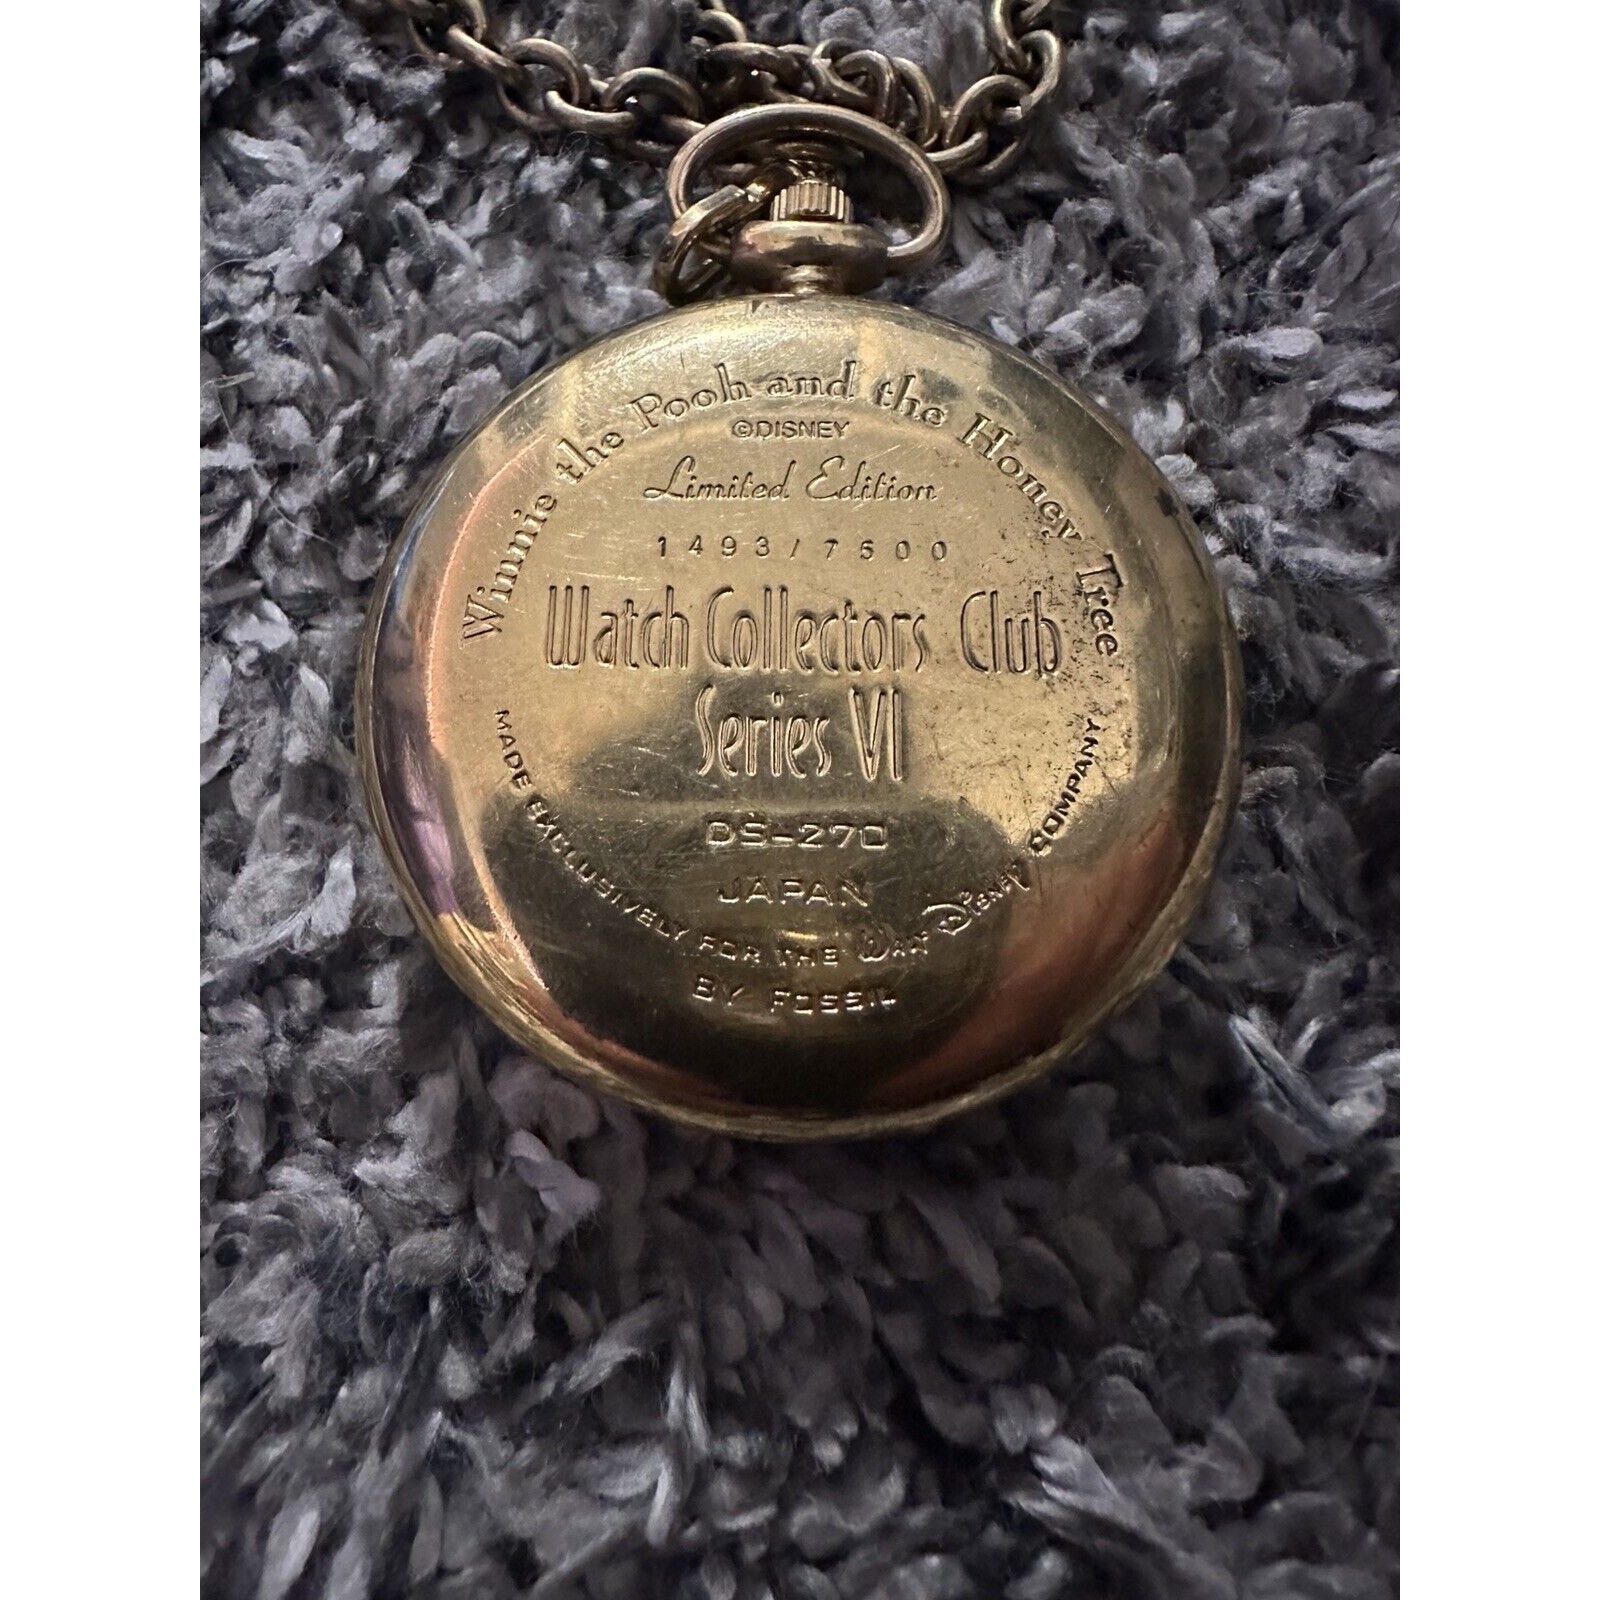 Winnie the Pooh and the Honey Tree
©DISNEY
Limited Edition
1493/7500
Watch Collectors Club
Series VI
DS-270
JAPAN
MADE EXCLUSIVELY FOR THE WALT DISNEY COMPANY
BY FOSSIL